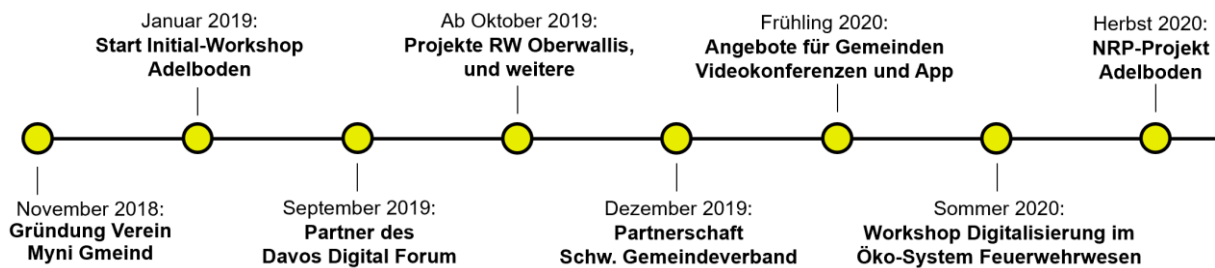 Januar 2019:
Start Initial-Workshop
Adelboden
Ab Oktober 2019:
Projekte RW Oberwallis,
und weitere
Frühling 2020:
Angebote für Gemeinden
Videokonferenzen und App
Herbst 2020:
NRP-Projekt
Adelboden
November 2018:
Gründung Verein
Myni Gmeind
September 2019:
Partner des
Davos Digital Forum
Dezember 2019:
Partnerschaft
Schw. Gemeindeverband
Sommer 2020:
Workshop Digitalisierung im
Öko-System Feuerwehrwesen